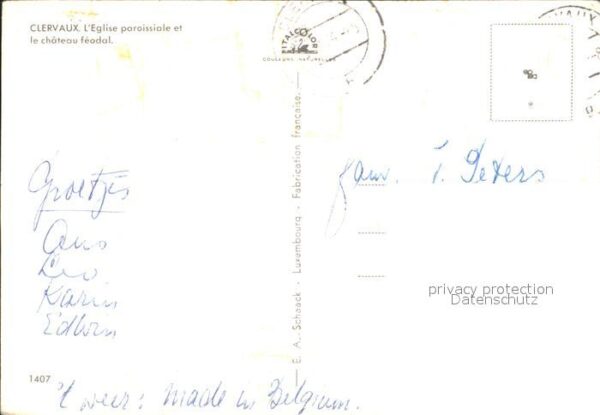 CLERVAUX. L'Eglise paroissiale et
le château féodal.
VITALCOLOR
COULEURS NATURELLES
Groetjes
Ans
Leo
Karin
Edwin
't weer: made in Belgium.
1407
E. A. Schaack - Luxembourg - Fabrication française.
Fam. T. Peters
privacy protection
Datenschutz